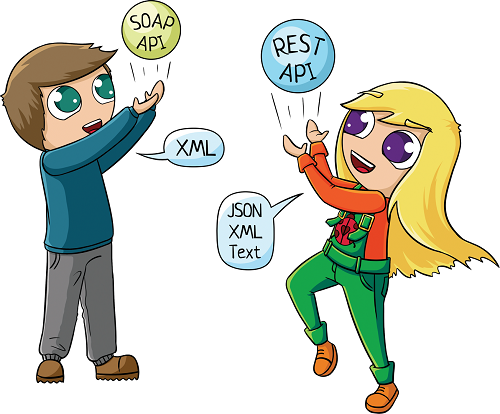 SOAP
API
REST
API
XML
JSON
XML
Text